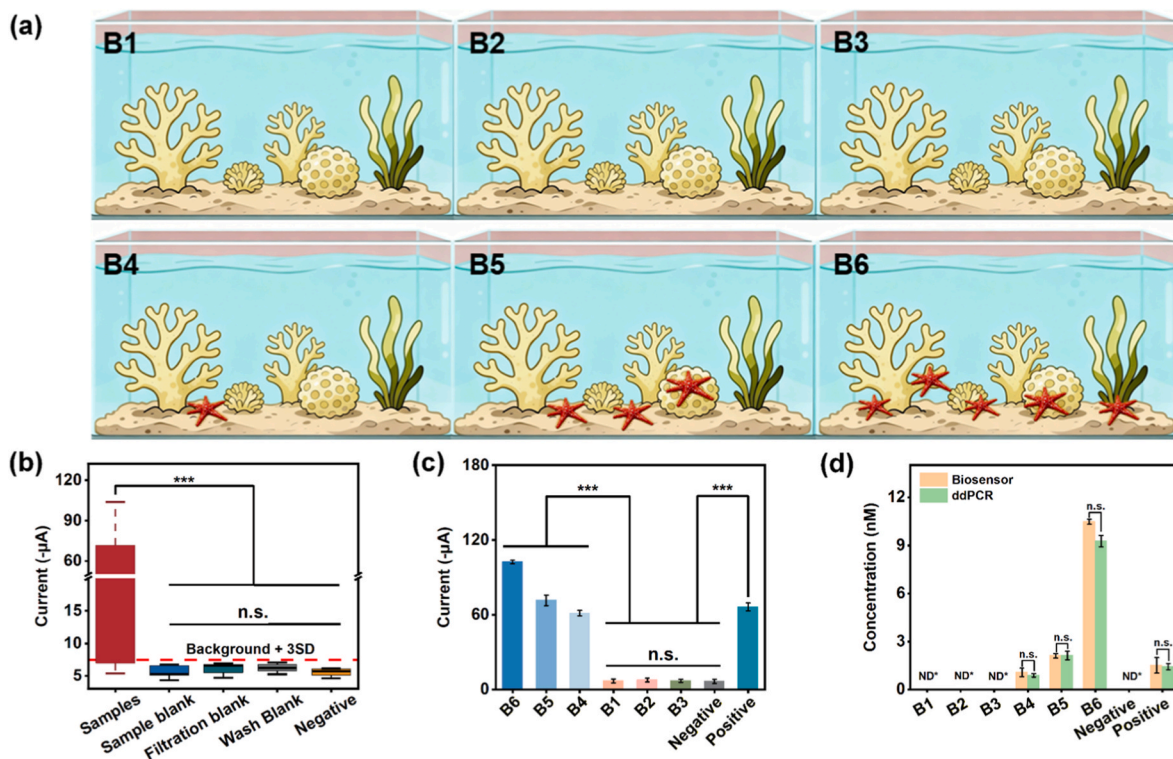 (a)
B1
B2
B3
B4
B5
B6
(b)
120
90
60
15
10
5
Current (-μA)
***
n.s.
Background + 3SD
Samples
Sample blank
Filtration blank
Wash Blank
Negative
(c)
180
120
60
0
Current (-μA)
***
***
n.s.
B6
B5
B4
B1
B2
B3
Negative
Positive
(d)
12
9
6
3
0
Concentration (nM)
Biosensor
ddPCR
ND*
ND*
ND*
n.s.
n.s.
n.s.
ND*
n.s.
B1
B2
B3
B4
B5
B6
Negative
Positive